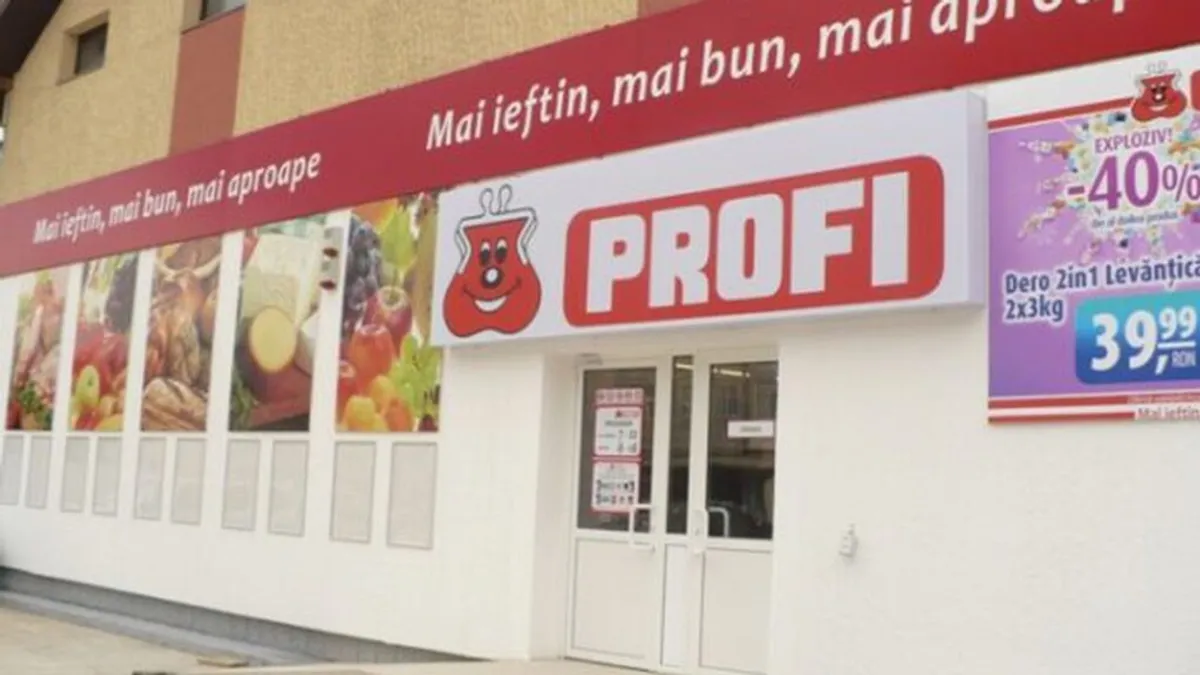 Mai ieftin, mai bun, mai aproape
Mai ieftin, mai bun, mai
PROFI
EXPLOZIV!
-40%
Dero 2in1 Levănțică
2x3kg
39,99
RON
Mai ieftin